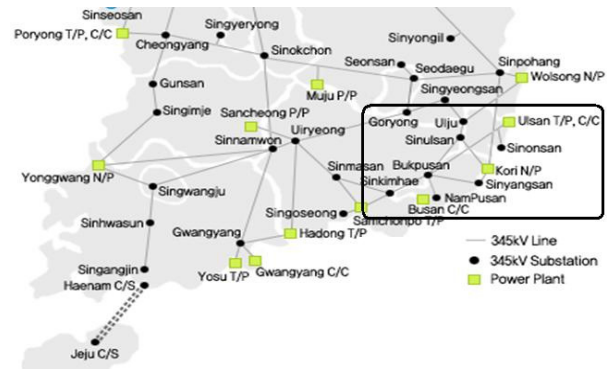 Sinseosan
Poryong T/P, C/C
Cheongyang
Singyeryong
Sinokchon
Sinyongil
Seonsan
Seodaegu
Sinpohang
Wolsong N/P
Gunsan
Muju P/P
Singyeongsan
Singimje
Sancheong P/P
Goryong
Ulju
Ulsan T/P, C/C
Uiryeong
Sinulsan
Sinonsan
Sinnamwon
Sinmasan
Bukpusan
Kori N/P
Yonggwang N/P
Sinkimhae
Sinyangsan
Singwangju
NamPusan
Busan C/C
Singoseong
Samchonpo T/P
Sinhwasun
Gwangyang
Hadong T/P
345kV Line
345kV Substation
Power Plant
Yosu T/P
Gwangyang C/C
Singangjin
Haenam C/S
Jeju C/S